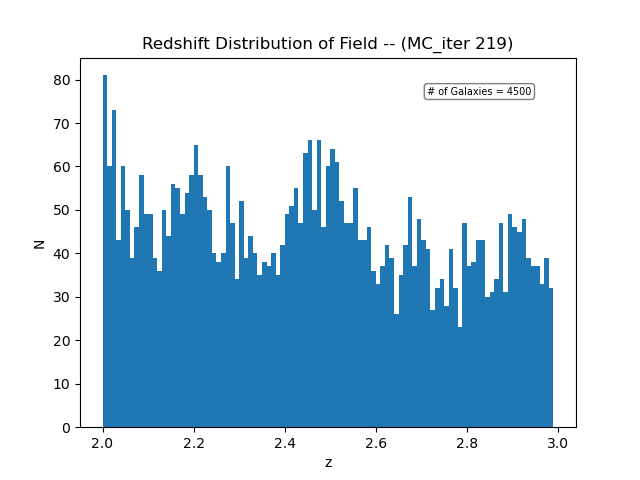 Redshift Distribution of Field -- (MC_iter 219)
# of Galaxies = 4500
80
70
60
50
40
30
20
10
0
N
2.0 2.2 2.4 2.6 2.8 3.0
z